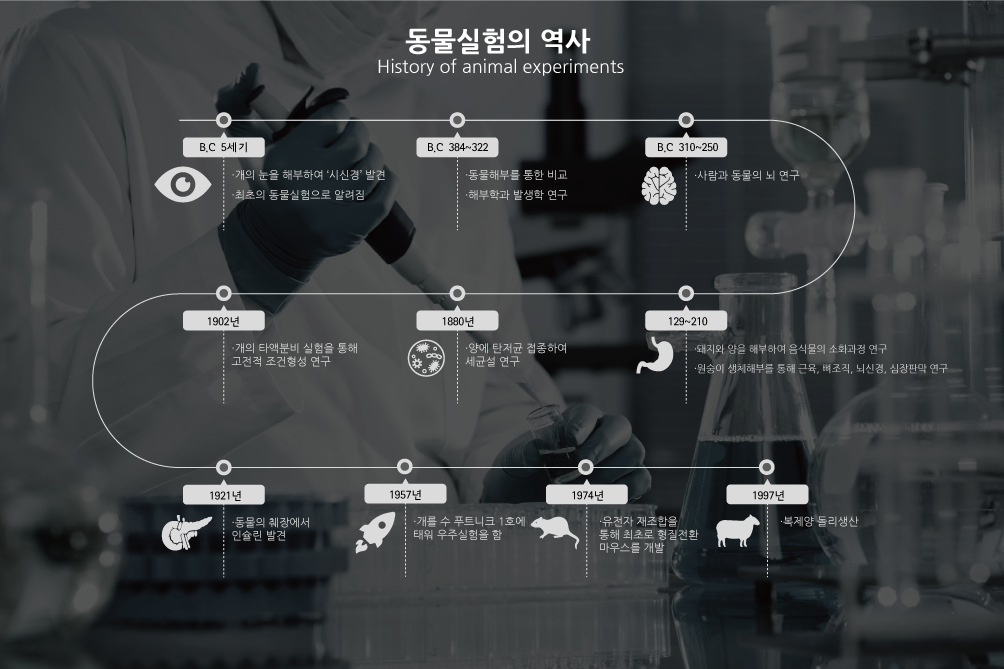 동물실험의 역사
History of animal experiments
B.C 5세기
·개의 눈을 해부하여 '시신경' 발견
·최초의 동물실험으로 알려짐
B.C 384~322
·동물해부를 통한 비교
·해부학과 발생학 연구
B.C 310~250
·사람과 동물의 뇌 연구
129~210
·돼지와 양을 해부하여 음식물의 소화과정 연구
·원숭이 생체해부를 통해 근육, 뼈조직, 뇌신경, 심장판막 연구
1880년
·양에 탄저균 접종하여
세균설 연구
1902년
·개의 타액분비 실험을 통해
고전적 조건형성 연구
1921년
·동물의 췌장에서
인슐린 발견
1957년
·개를 수 푸트니크 1호에
태워 우주실험을 함
1974년
·유전자 재조합을
통해 최초로 형질전환
마우스를 개발
1997년
·복제양 돌리생산